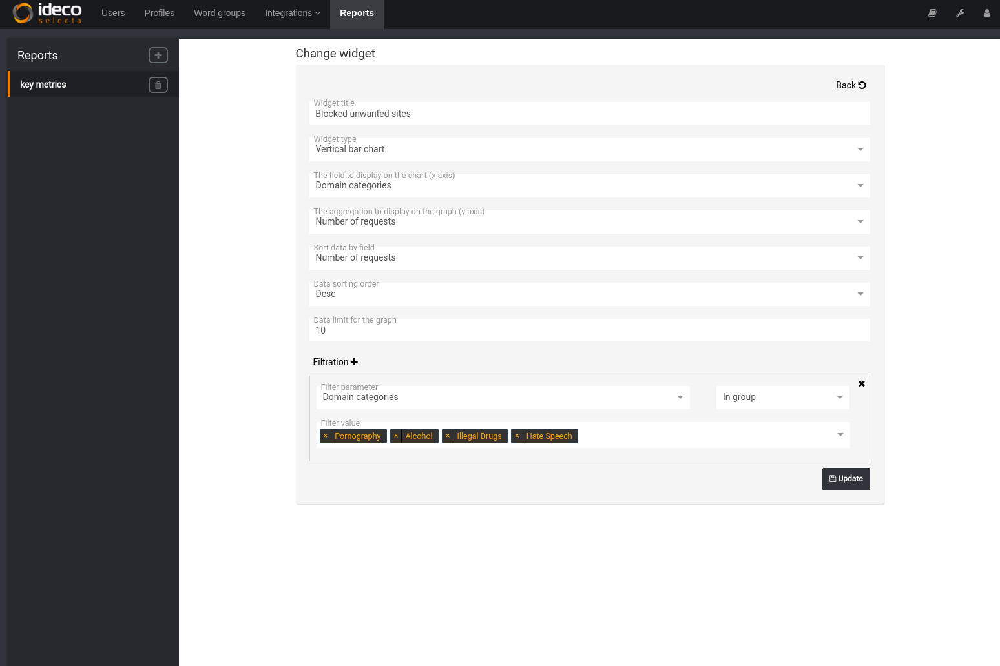 ideco
selecta
Users
Profiles
Word groups
Integrations
Reports
Reports
key metrics
Change widget
Back
Widget title
Blocked unwanted sites
Widget type
Vertical bar chart
The field to display on the chart (x axis)
Domain categories
The aggregation to display on the graph (y axis)
Number of requests
Sort data by field
Number of requests
Data sorting order
Desc
Data limit for the graph
10
Filtration
Filter parameter
Domain categories
In group
Filter value
× Pornography × Alcohol × Illegal Drugs × Hate Speech
Update